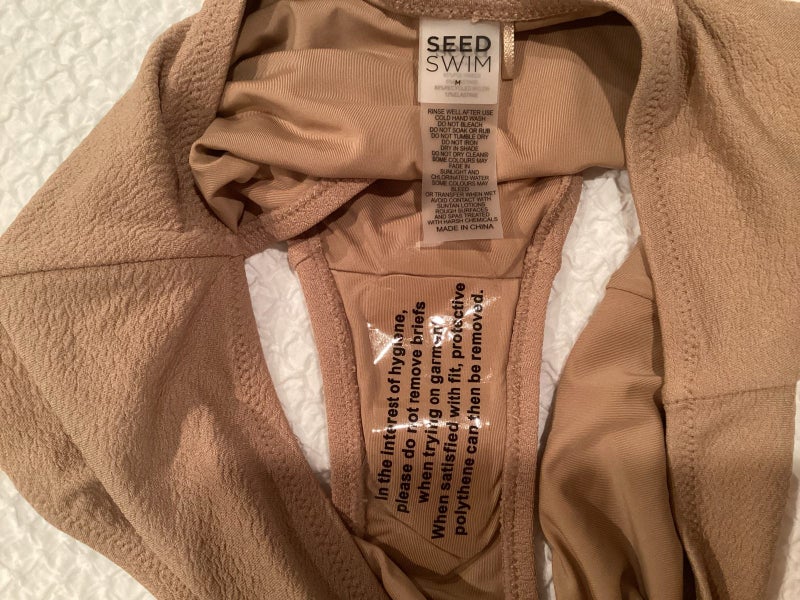 SEED
SWIM
M
RINSE WELL AFTER USE
COLD HAND WASH
DO NOT BLEACH
DO NOT SOAK OR RUB
DO NOT TUMBLE DRY
DO NOT IRON
DRY IN SHADE
DO NOT DRY CLEANS
SOME COLOURS MAY
FADE IN
SUNLIGHT AND
CHLORINATED WATER
SOME COLOURS MAY
BLEED
OR TRANSFER WHEN WET
AVOID CONTACT WITH
SUNTAN LOTIONS
ROUGH SURFACES
AND SPAS TREATED
WITH HARSH CHEMICALS
MADE IN CHINA
In the interest of hygiene,
please do not remove briefs
when trying on garment
When satisfied with fit, protective
polythene can then be removed.